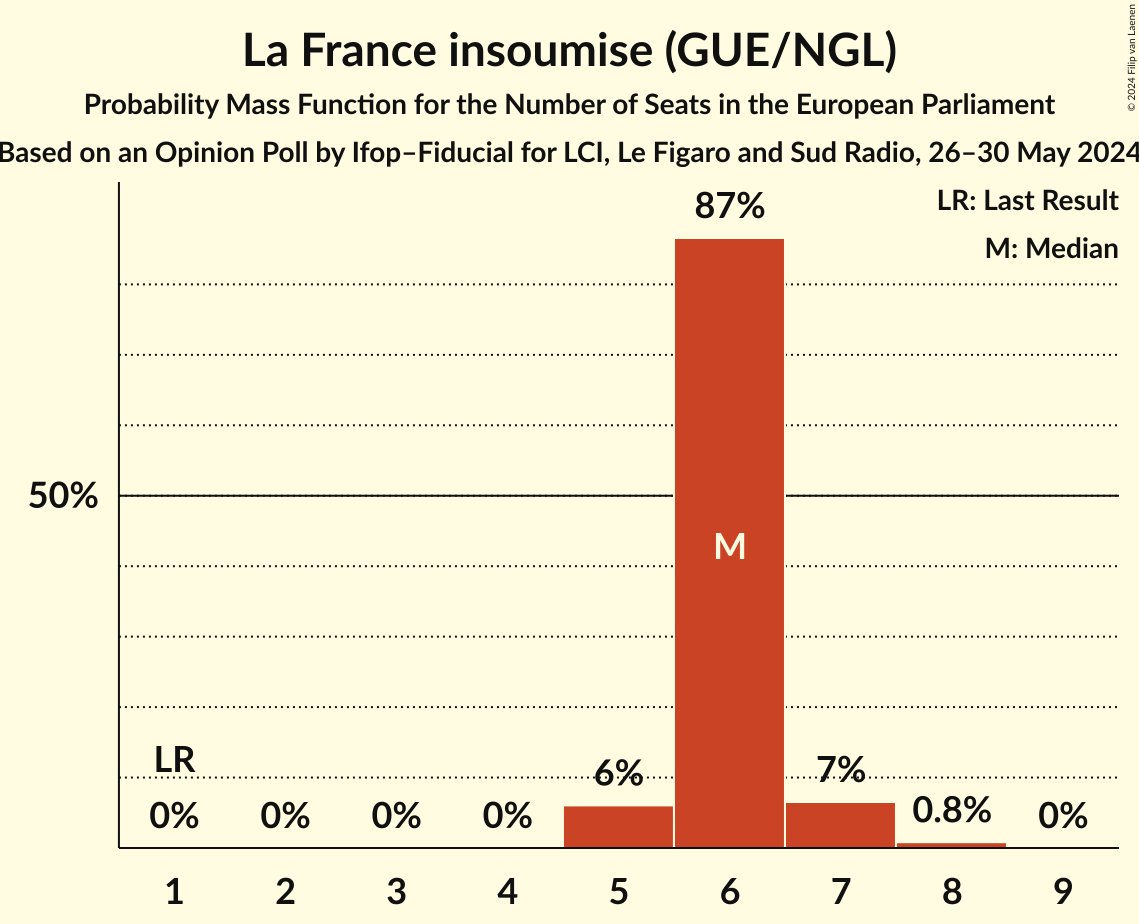 La France insoumise (GUE/NGL)
Probability Mass Function for the Number of Seats in the European Parliament
Based on an Opinion Poll by Ifop–Fiducial for LCI, Le Figaro and Sud Radio, 26–30 May 2024
© 2024 Filip van Laenen
LR: Last Result
M: Median
87%
50%
M
LR
0%
0%
0%
0%
6%
7%
0.8%
0%
1 2 3 4 5 6 7 8 9